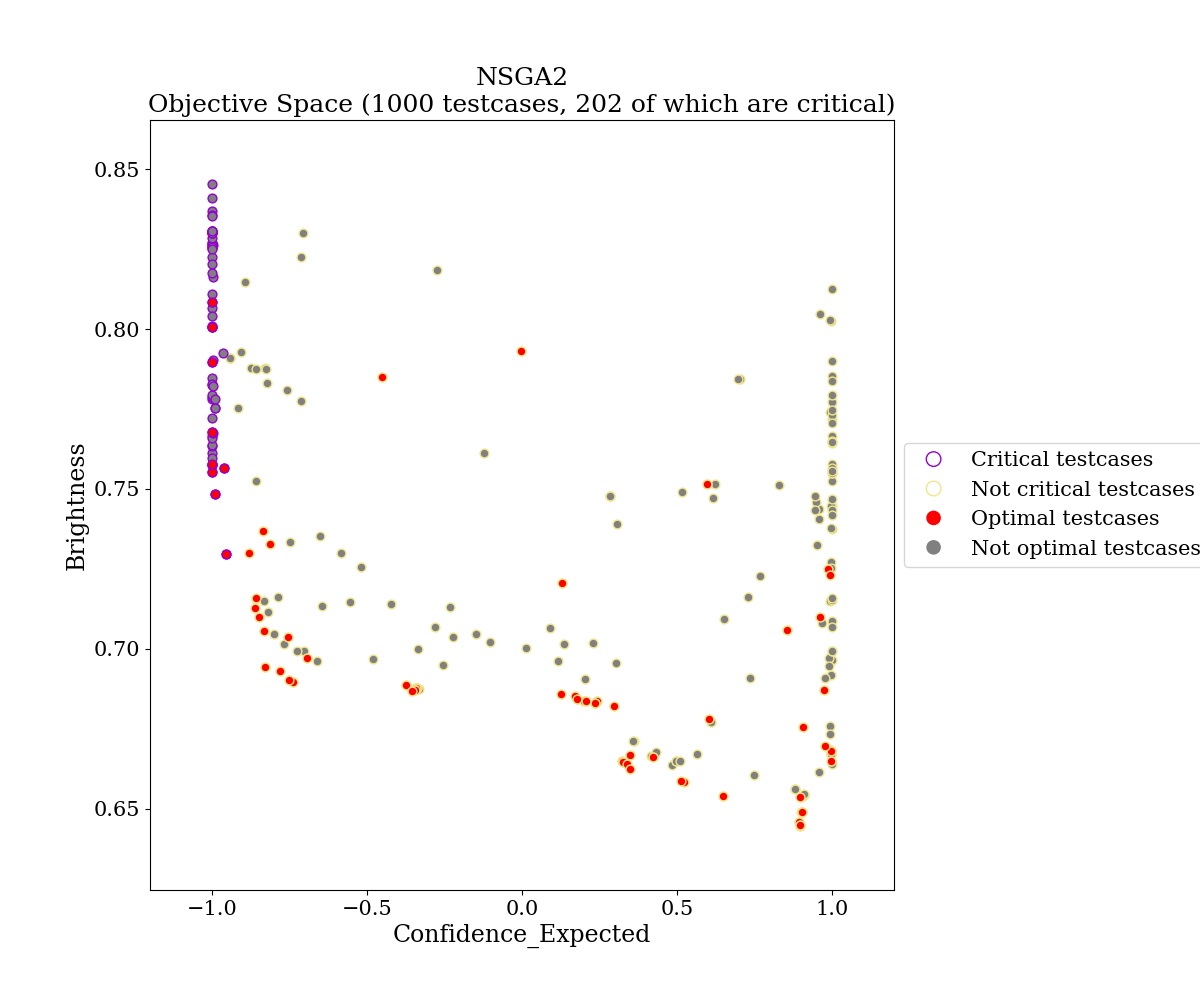 NSGA2
Objective Space (1000 testcases, 202 of which are critical)
0.85
0.80
0.75
0.70
0.65
Brightness
−1.0
−0.5
0.0
0.5
1.0
Confidence_Expected
Critical testcases
Not critical testcases
Optimal testcases
Not optimal testcases